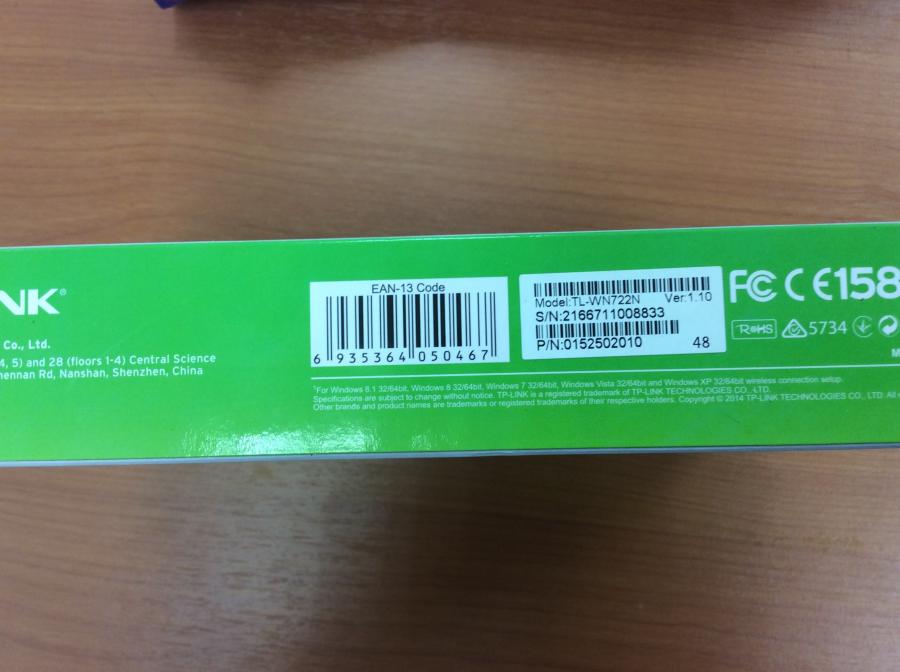 NK®
Co., Ltd.
4, 5) and 28 (floors 1-4) Central Science
hennan Rd, Nanshan, Shenzhen, China
EAN-13 Code
6 935364 050467
Model:TL-WN722N Ver:1.10
S/N:2166711008833
P/N:0152502010 48
FC CE158
RoHS 5734
M
¹For Windows 8.1 32/64bit, Windows 8 32/64bit, Windows 7 32/64bit, Windows Vista 32/64bit and Windows XP 32/64bit wireless connection setup.
Specifications are subject to change without notice. TP-LINK is a registered trademark of TP-LINK TECHNOLOGIES CO., LTD.
Other brands and product names are trademarks or registered trademarks of their respective holders. Copyright © 2014 TP-LINK TECHNOLOGIES CO., LTD. All